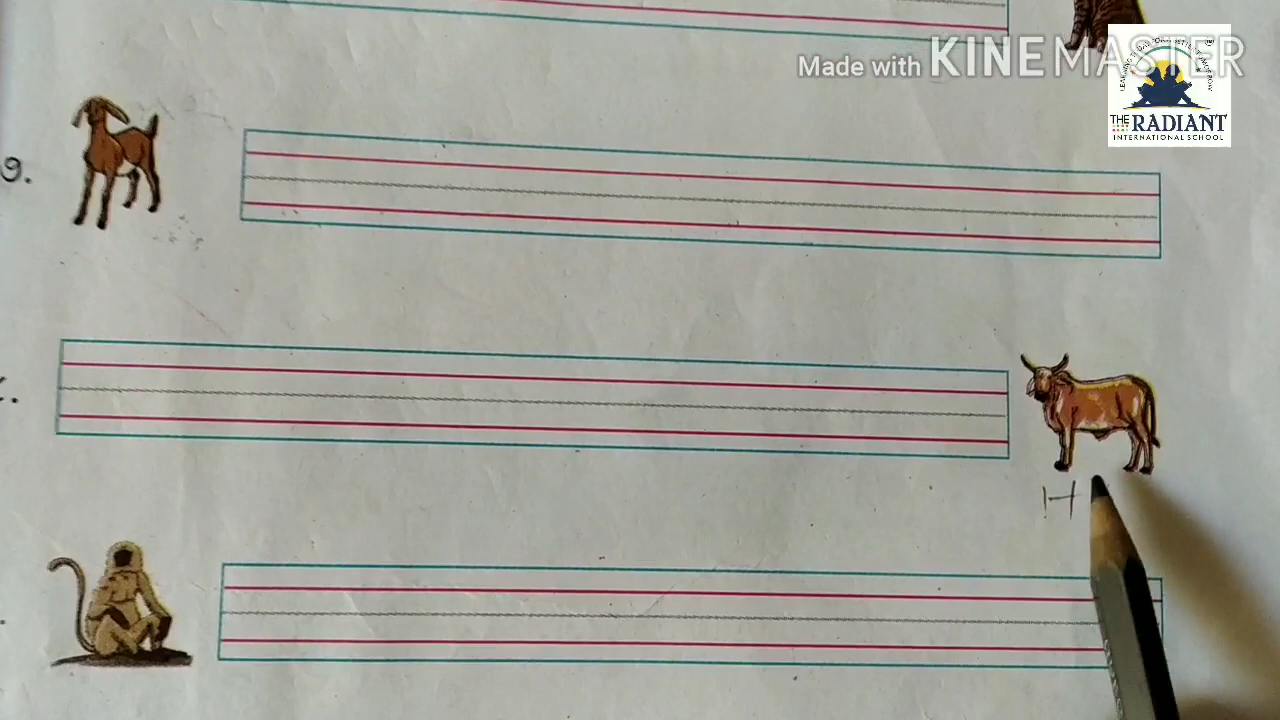 Made with KINEMASTER
THE RADIANT
INTERNATIONAL SCHOOL
9.
H